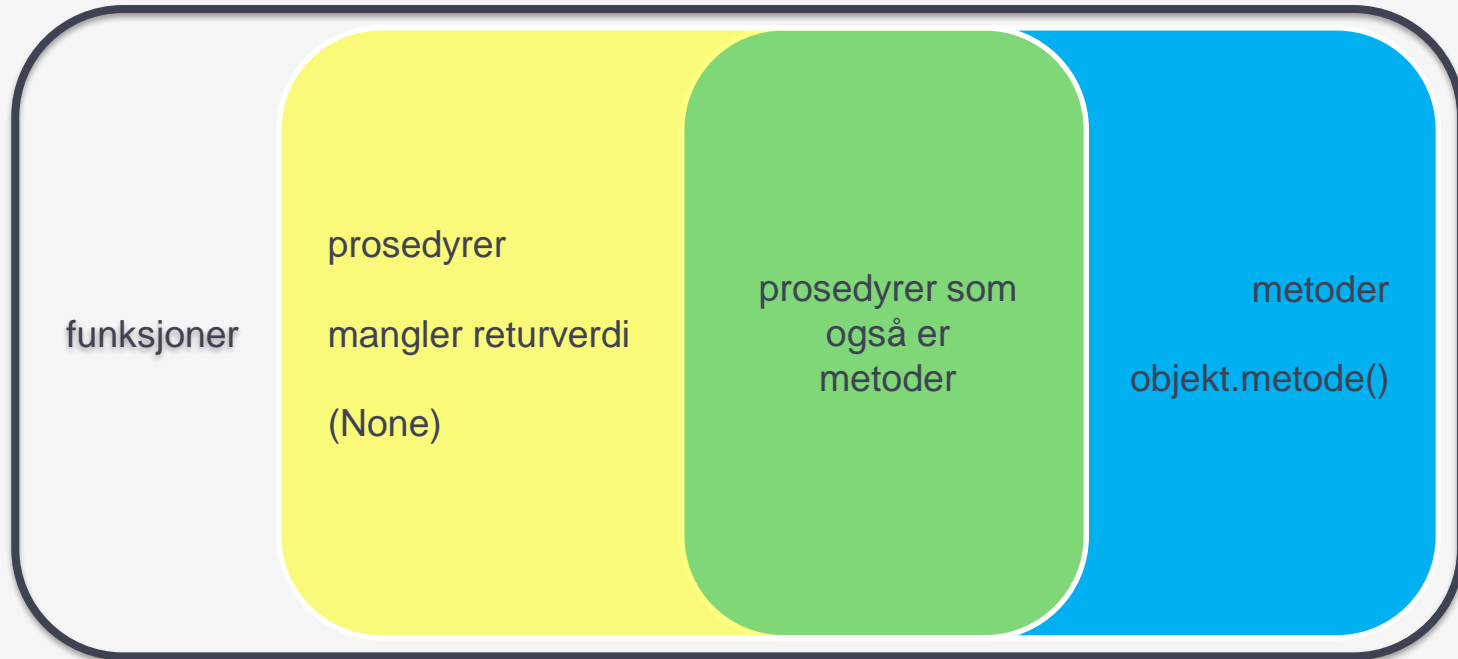 funksjoner
prosedyrer
mangler returverdi
(None)
prosedyrer som
også er
metoder
metoder
objekt.metode()